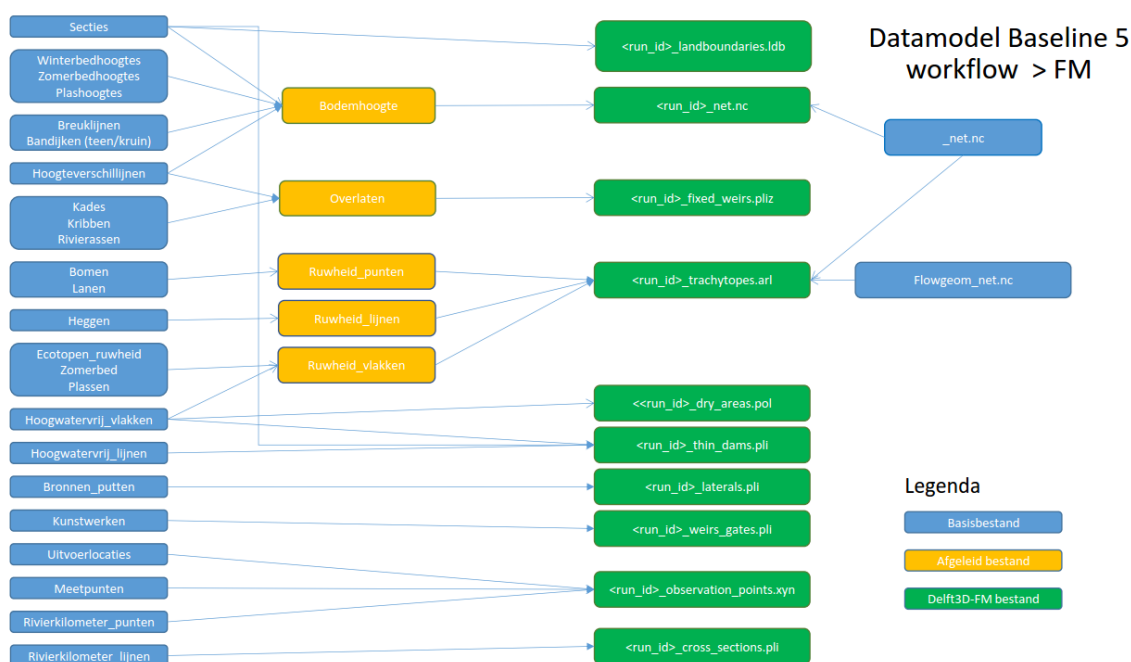 Datamodel Baseline 5
workflow > FM
Secties
Winterbedhoogtes
Zomerbedhoogtes
Plashoogtes
Breuklijnen
Bandijken (teen/kruin)
Hoogteverschillijnen
Kades
Kribben
Rivierassen
Bomen
Lanen
Heggen
Ecotopen_ruwheid
Zomerbed
Plassen
Hoogwatervrij_vlakken
Hoogwatervrij_lijnen
Bronnen_putten
Kunstwerken
Uitvoerlocaties
Meetpunten
Rivierkilometer_punten
Rivierkilometer_lijnen
Bodemhoogte
Overlaten
Ruwheid_punten
Ruwheid_lijnen
Ruwheid_vlakken
<run_id>_landboundaries.ldb
<run_id>_net.nc
<run_id>_fixed_weirs.pliz
<run_id>_trachytopes.arl
<<run_id>_dry_areas.pol
<run_id>_thin_dams.pli
<run_id>_laterals.pli
<run_id>_weirs_gates.pli
<run_id>_observation_points.xyn
<run_id>_cross_sections.pli
_net.nc
Flowgeom_net.nc
Legenda
Basisbestand
Afgeleid bestand
Delft3D-FM bestand